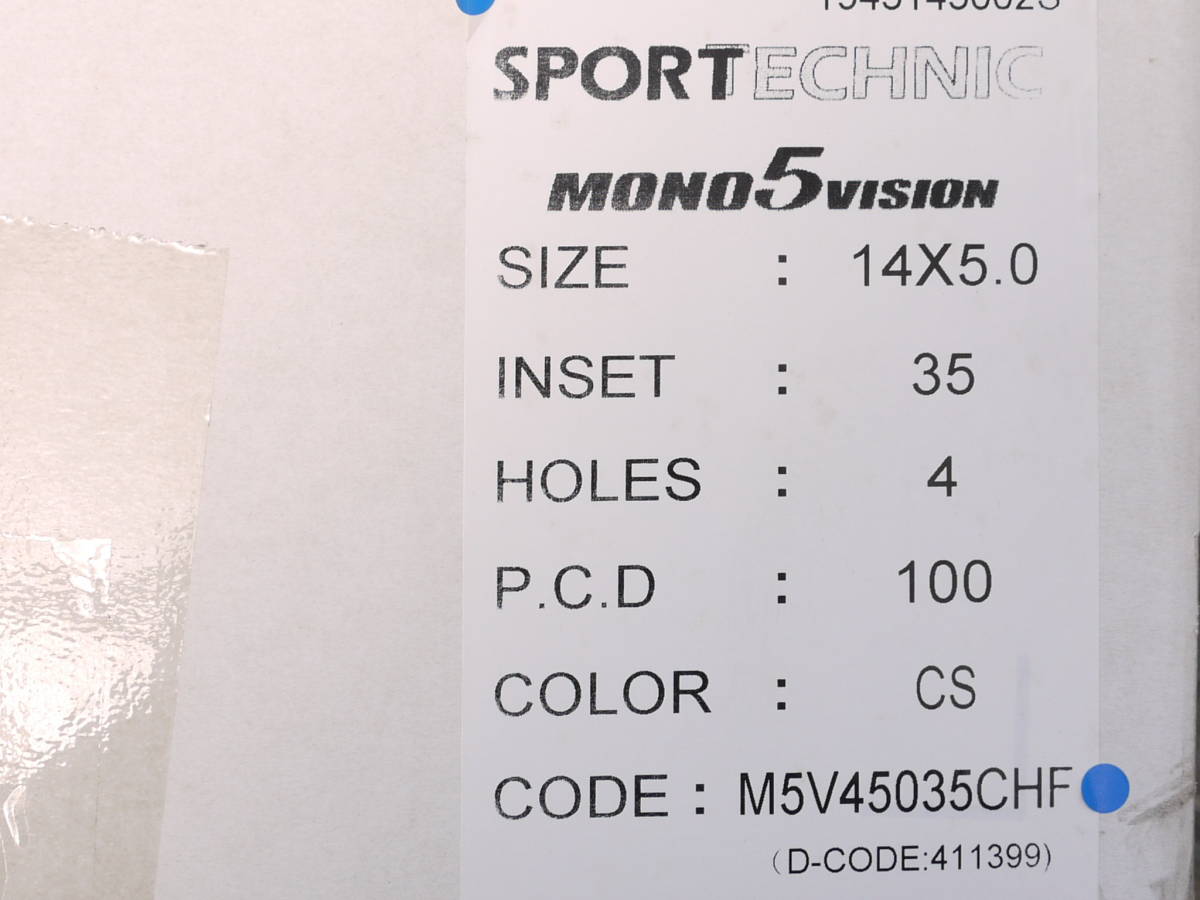 SPORTECHNIC
MONO5VISION
SIZE : 14X5.0
INSET : 35
HOLES : 4
P.C.D : 100
COLOR : CS
CODE : M5V45035CHF
(D-CODE:411399)